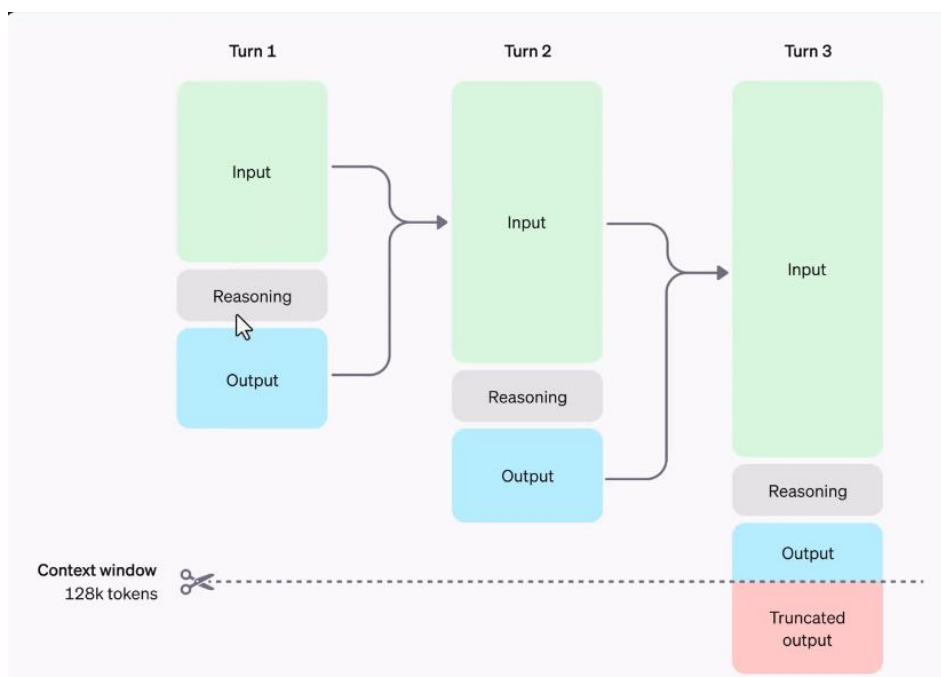 Turn 1
Turn 2
Turn 3
Input
Reasoning
Output
Input
Reasoning
Output
Input
Reasoning
Output
Truncated
output
Context window
128k tokens